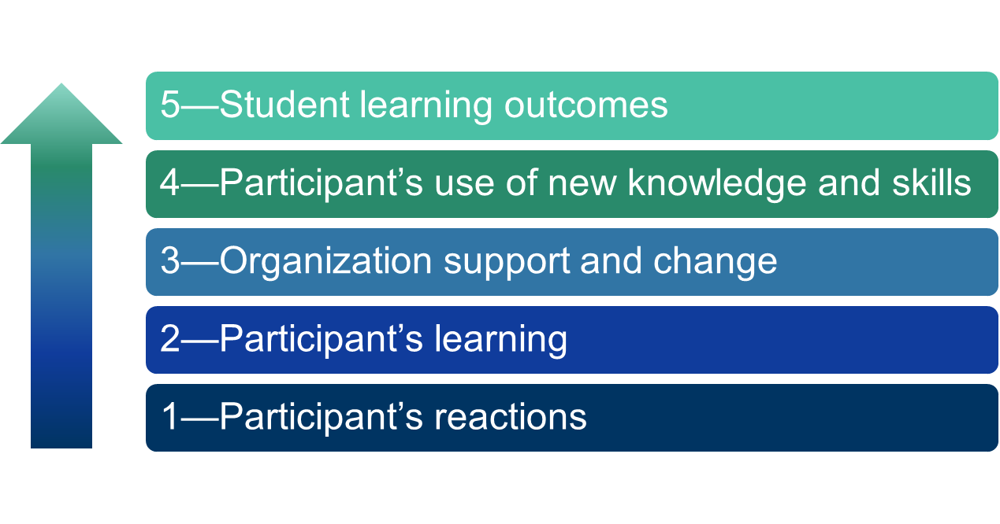 5—Student learning outcomes
4—Participant’s use of new knowledge and skills
3—Organization support and change
2—Participant’s learning
1—Participant’s reactions